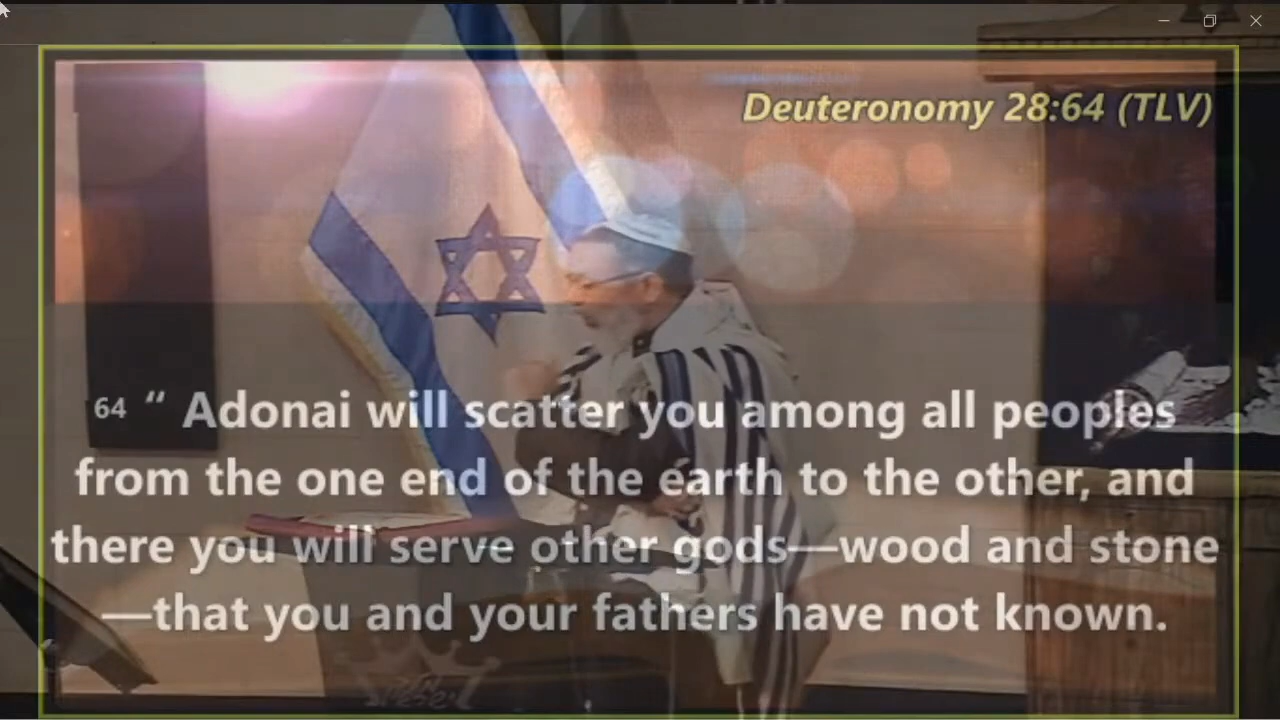 Deuteronomy 28:64 (TLV)
64 “ Adonai will scatter you among all peoples
from the one end of the earth to the other, and
there you will serve other gods—wood and stone
—that you and your fathers have not known.